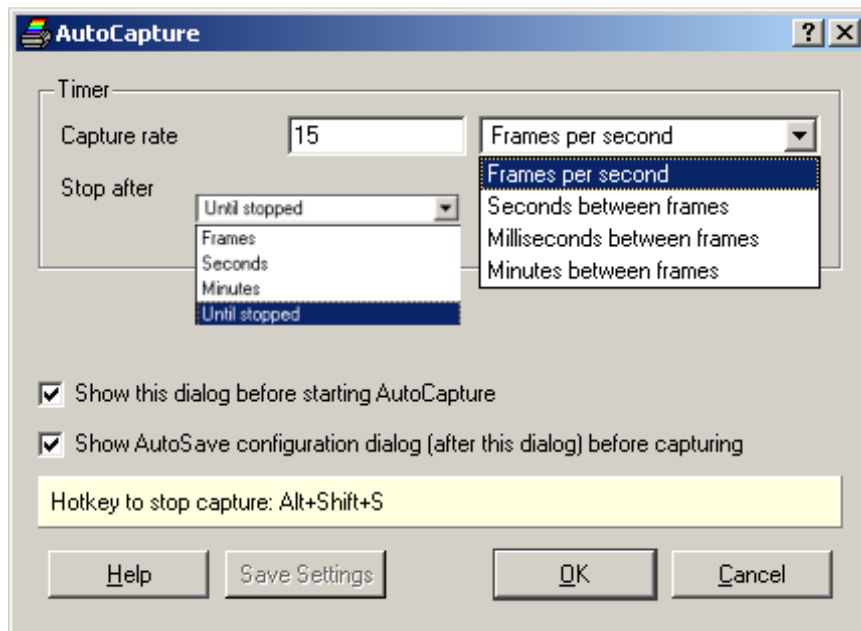 AutoCapture
Timer
Capture rate 15 Frames per second
Frames per second
Seconds between frames
Milliseconds between frames
Minutes between frames
Stop after Until stopped
Frames
Seconds
Minutes
Until stopped
Show this dialog before starting AutoCapture
Show AutoSave configuration dialog (after this dialog) before capturing
Hotkey to stop capture: Alt+Shift+S
Help Save Settings OK Cancel